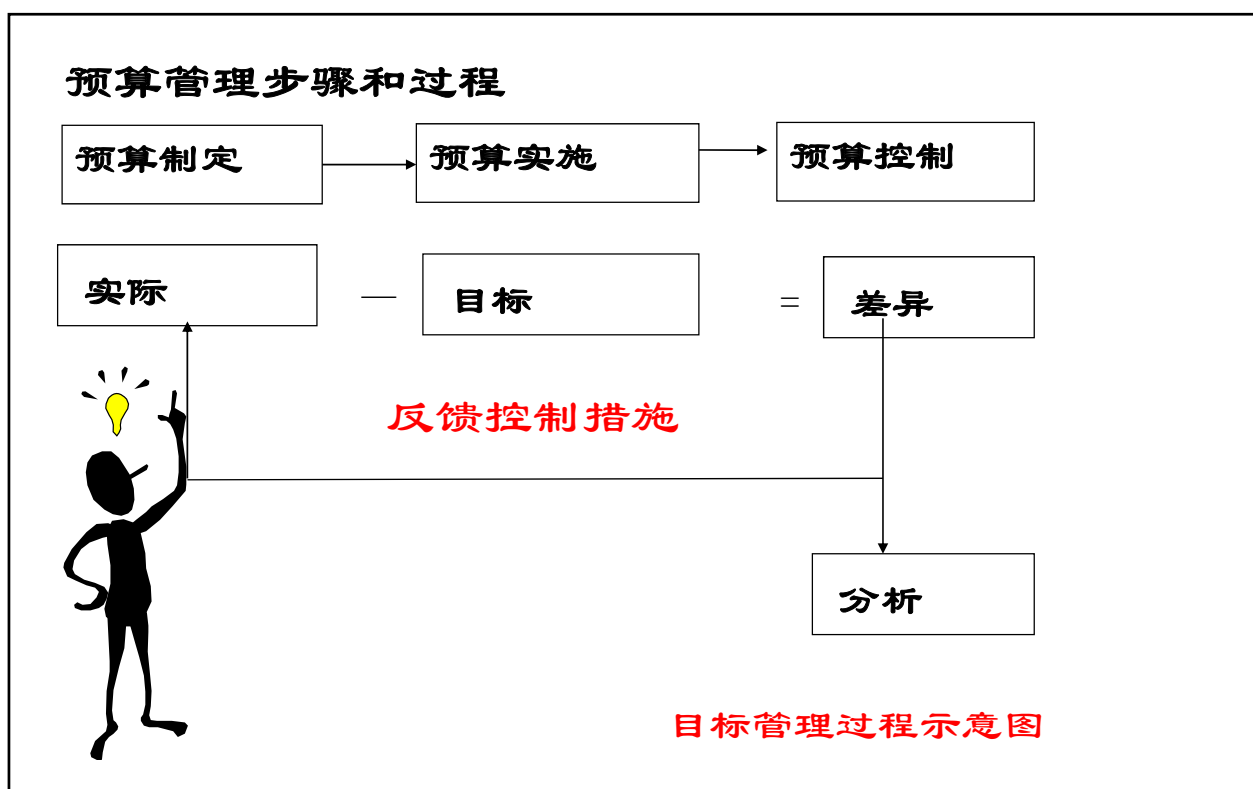 预算管理步骤和过程
预算制定
预算实施
预算控制
实际
—
目标
=
差异
反馈控制措施
分析
目标管理过程示意图